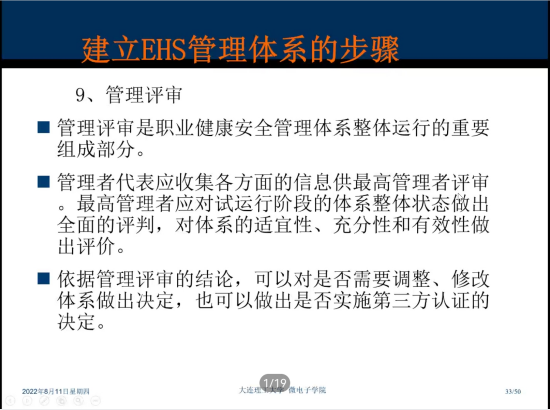 建立EHS管理体系的步骤
9、管理评审
管理评审是职业健康安全管理体系整体运行的重要
组成部分。
管理者代表应收集各方面的信息供最高管理者评审
。最高管理者应对试运行阶段的体系整体状态做出
全面的评判，对体系的适宜性、充分性和有效性做
出评价。
依据管理评审的结论，可以对是否需要调整、修改
体系做出决定，也可以做出是否实施第三方认证的
决定。
2022年8月11日星期四
大连理工大学 微电子学院
1/19
33/50